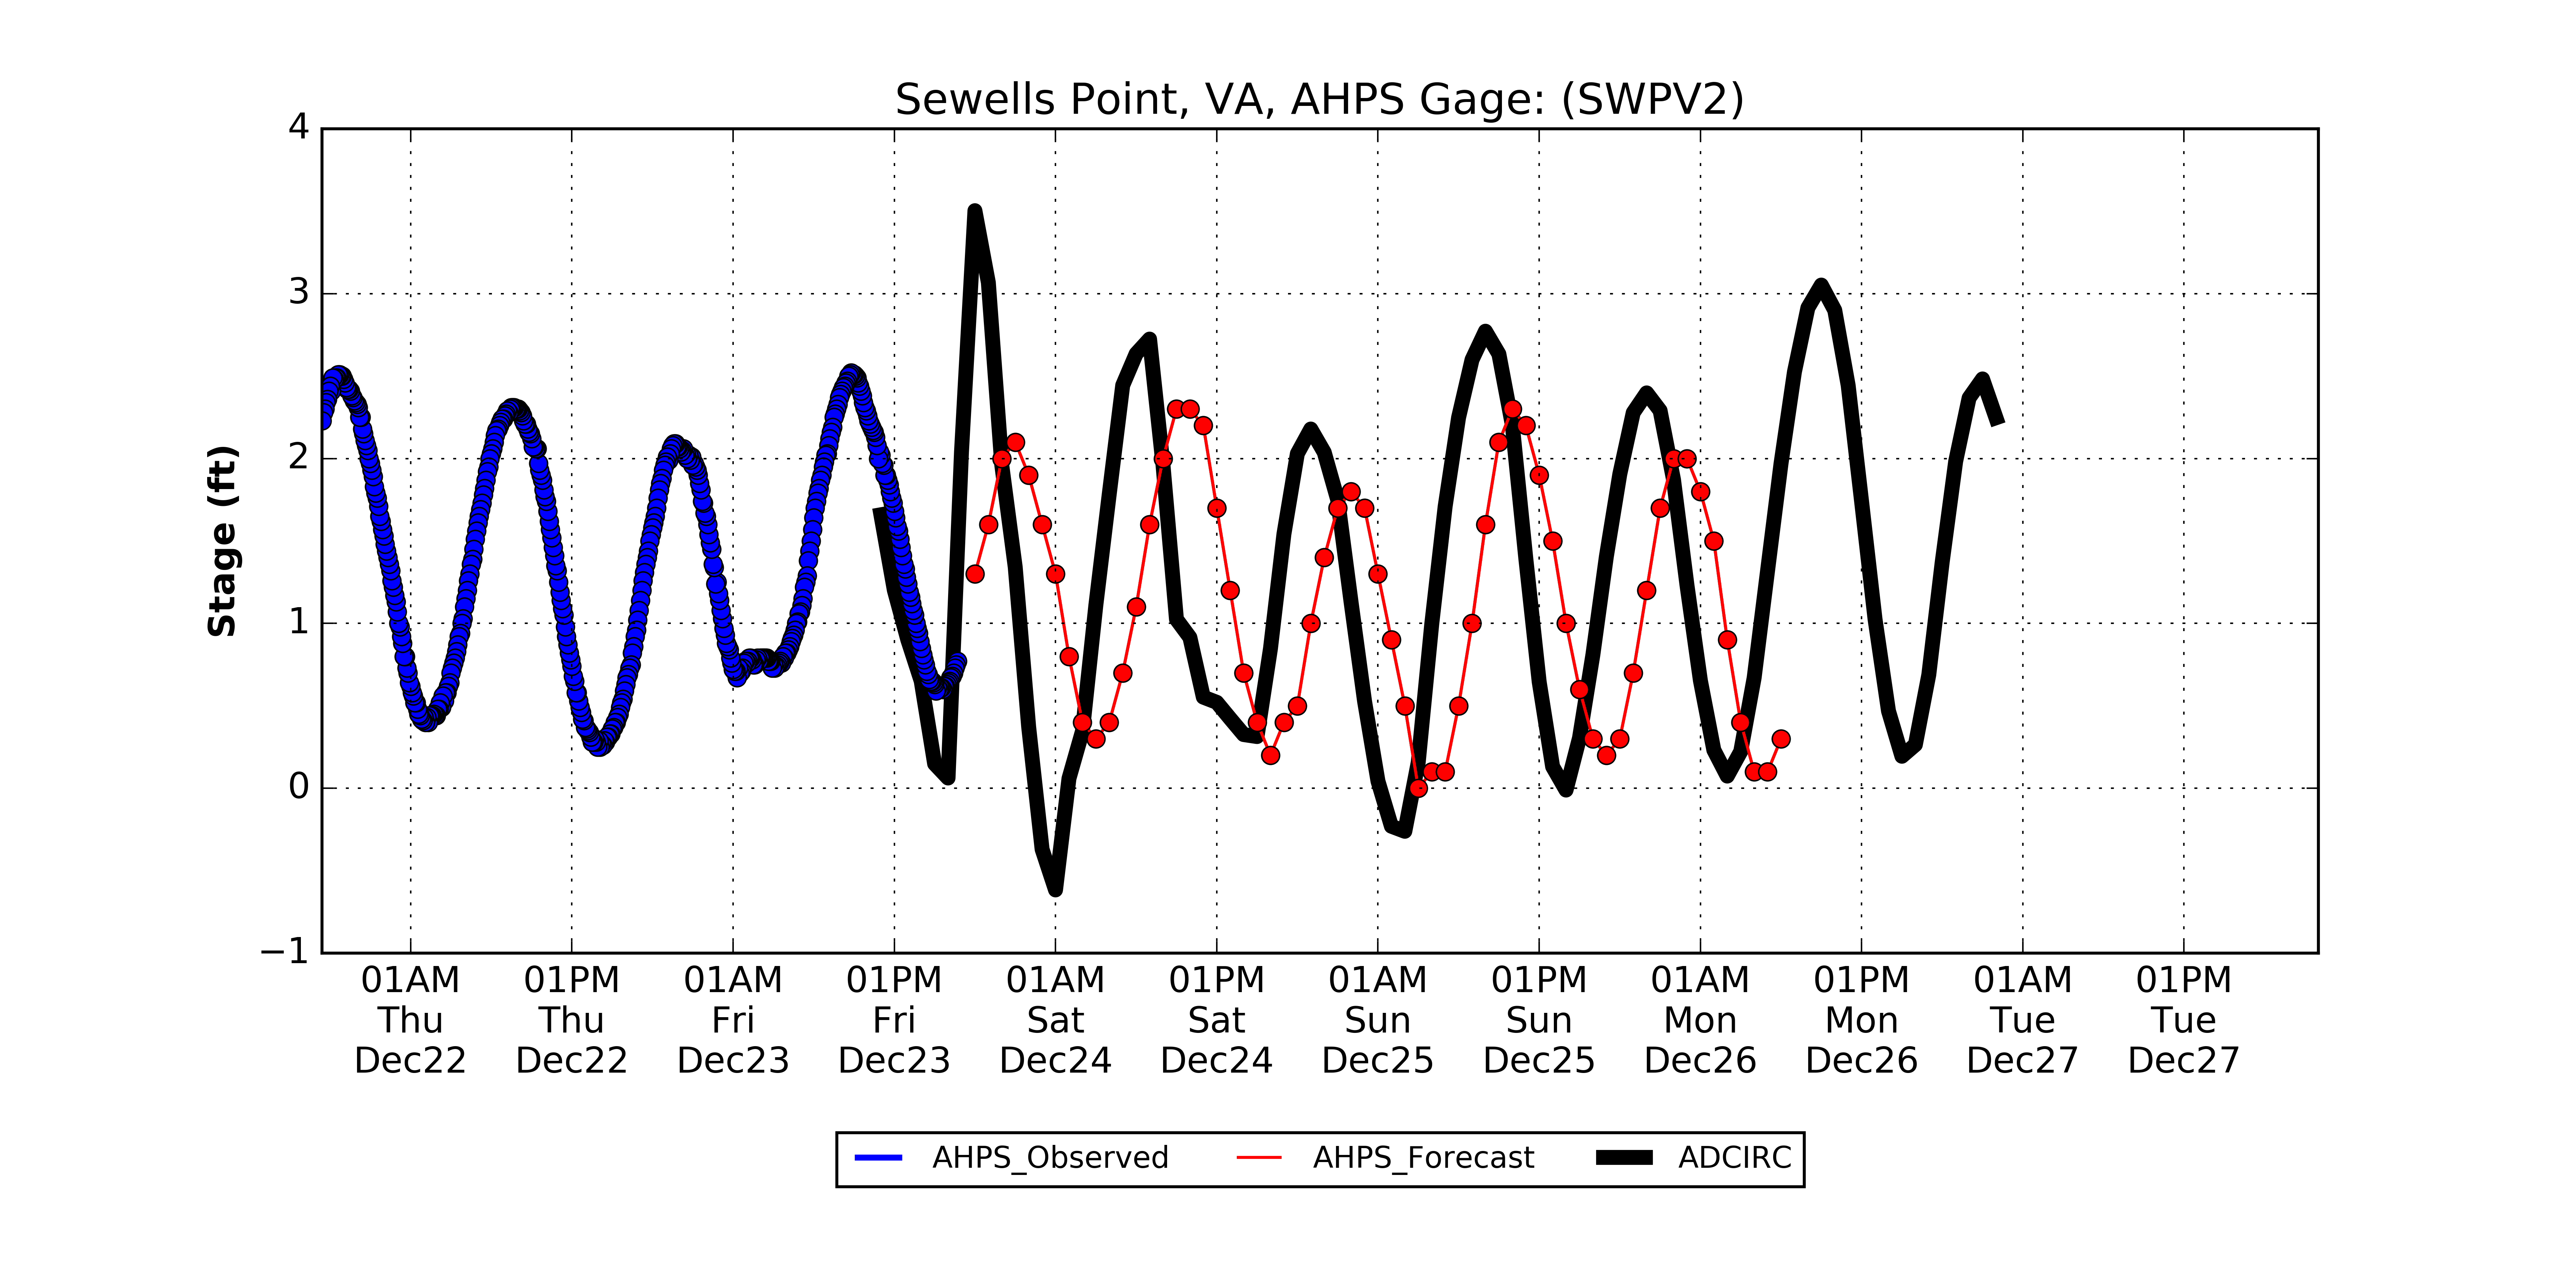 Sewells Point, VA, AHPS Gage: (SWPV2)
4
3
2
1
0
−1
Stage (ft)
01AM 01PM 01AM 01PM 01AM 01PM 01AM 01PM 01AM 01PM 01AM 01PM
Thu Thu Fri Fri Sat Sat Sun Sun Mon Mon Tue Tue
Dec22 Dec22 Dec23 Dec23 Dec24 Dec24 Dec25 Dec25 Dec26 Dec26 Dec27 Dec27
AHPS_Observed AHPS_Forecast ADCIRC